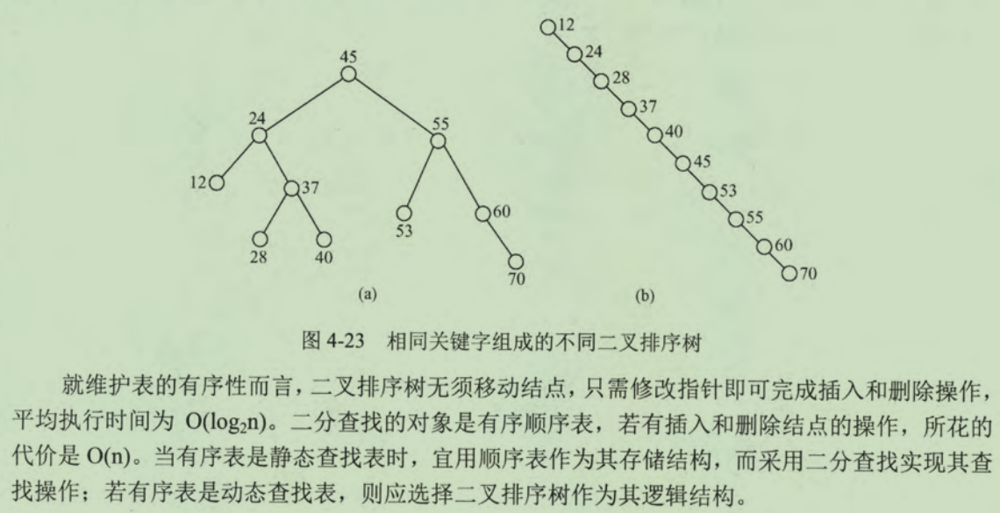 45
24
55
12
37
53
60
28
40
70
(a)
12
24
28
37
40
45
53
55
60
70
(b)
图 4-23 相同关键字组成的不同二叉排序树
就维护表的有序性而言，二叉排序树无须移动结点，只需修改指针即可完成插入和删除操作，
平均执行时间为 O(log₂n)。二分查找的对象是有序顺序表，若有插入和删除结点的操作，所花的
代价是 O(n)。当有序表是静态查找表时，宜用顺序表作为其存储结构，而采用二分查找实现其查
找操作；若有序表是动态查找表，则应选择二叉排序树作为其逻辑结构。